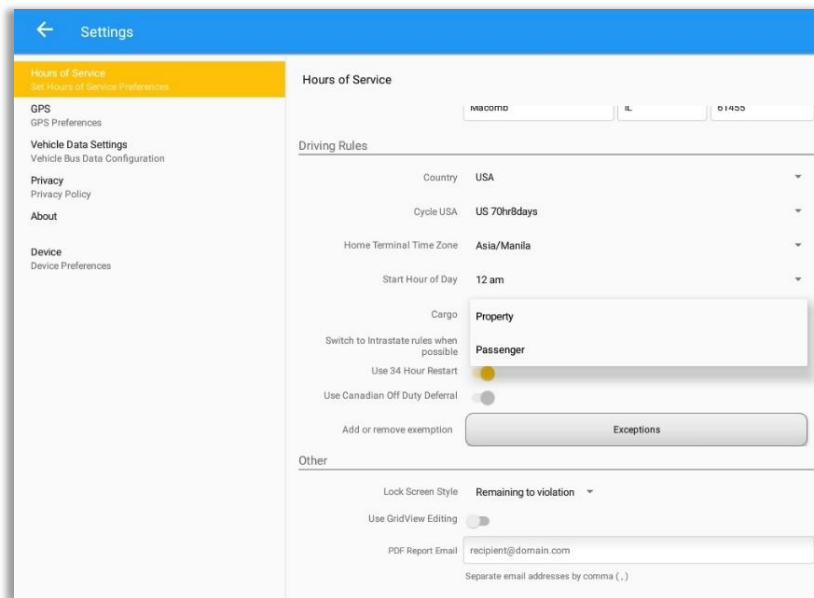 Settings
Hours of Service
Set Hours of Service Preferences
GPS
GPS Preferences
Vehicle Data Settings
Vehicle Bus Data Configuration
Privacy
Privacy Policy
About
Device
Device Preferences
Hours of Service
Macomb IL 61455
Driving Rules
Country USA
Cycle USA US 70hr8days
Home Terminal Time Zone Asia/Manila
Start Hour of Day 12 am
Cargo Property
Switch to Intrastate rules when
possible Passenger
Use 34 Hour Restart
Use Canadian Off Duty Deferral
Add or remove exemption Exceptions
Other
Lock Screen Style Remaining to violation
Use GridView Editing
PDF Report Email recipient@domain.com
Separate email addresses by comma ( , )